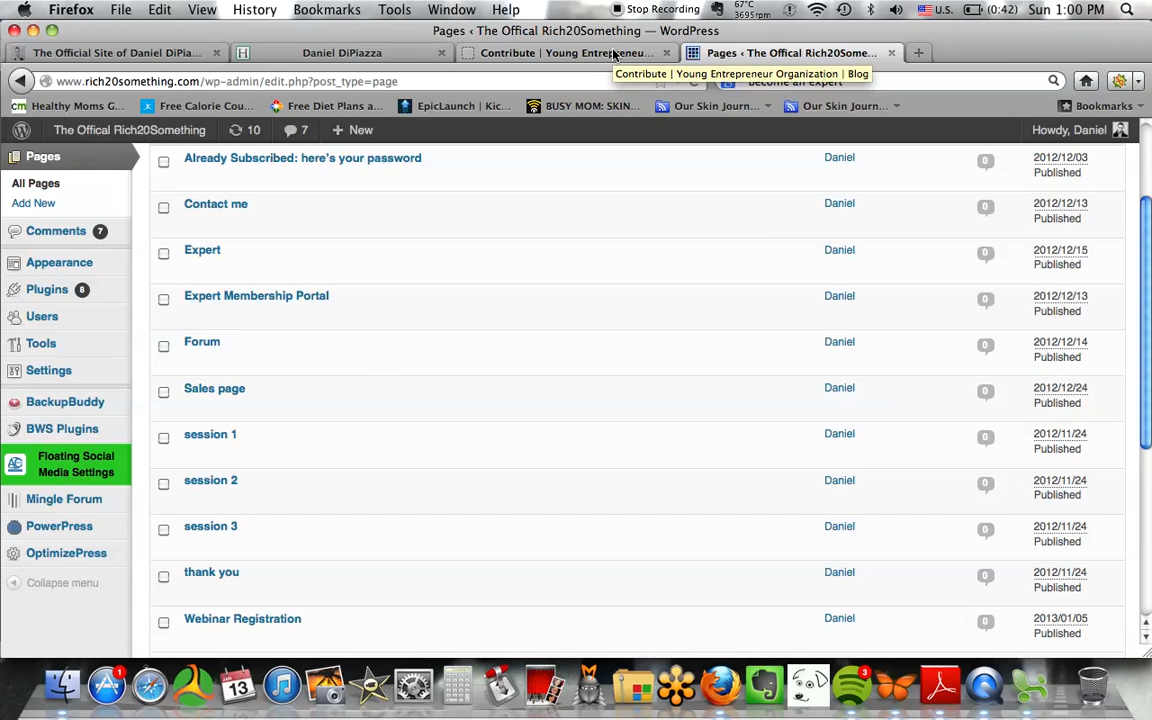 Firefox File Edit View History Bookmarks Tools Window Help Stop Recording 67°C 3695rpm U.S. (0:42) Sun 1:00 PM
Pages ‹ The Offical Rich20Something — WordPress
The Official Site of Daniel DiPia... Daniel DiPiazza Contribute | Young Entrepreneu... Pages ‹ The Offical Rich20Some...
Contribute | Young Entrepreneur Organization | Blog
www.rich20something.com/wp-admin/edit.php?post_type=page become an expert
Healthy Moms G... Free Calorie Cou... Free Diet Plans a... EpicLaunch | Kic... BUSY MOM: SKIN... Our Skin Journ... Our Skin Journ... Bookmarks
The Offical Rich20Something 10 7 + New Howdy, Daniel
Pages
All Pages
Add New
Comments 7
Appearance
Plugins 8
Users
Tools
Settings
BackupBuddy
BWS Plugins
Floating Social
Media Settings
Mingle Forum
PowerPress
OptimizePress
Collapse menu
Already Subscribed: here's your password Daniel 0 2012/12/03
Published
Contact me Daniel 0 2012/12/13
Published
Expert Daniel 0 2012/12/15
Published
Expert Membership Portal Daniel 0 2012/12/13
Published
Forum Daniel 0 2012/12/14
Published
Sales page Daniel 0 2012/12/24
Published
session 1 Daniel 0 2012/11/24
Published
session 2 Daniel 0 2012/11/24
Published
session 3 Daniel 0 2012/11/24
Published
thank you Daniel 0 2012/11/24
Published
Webinar Registration Daniel 0 2013/01/05
Published
1 JAN 13 3